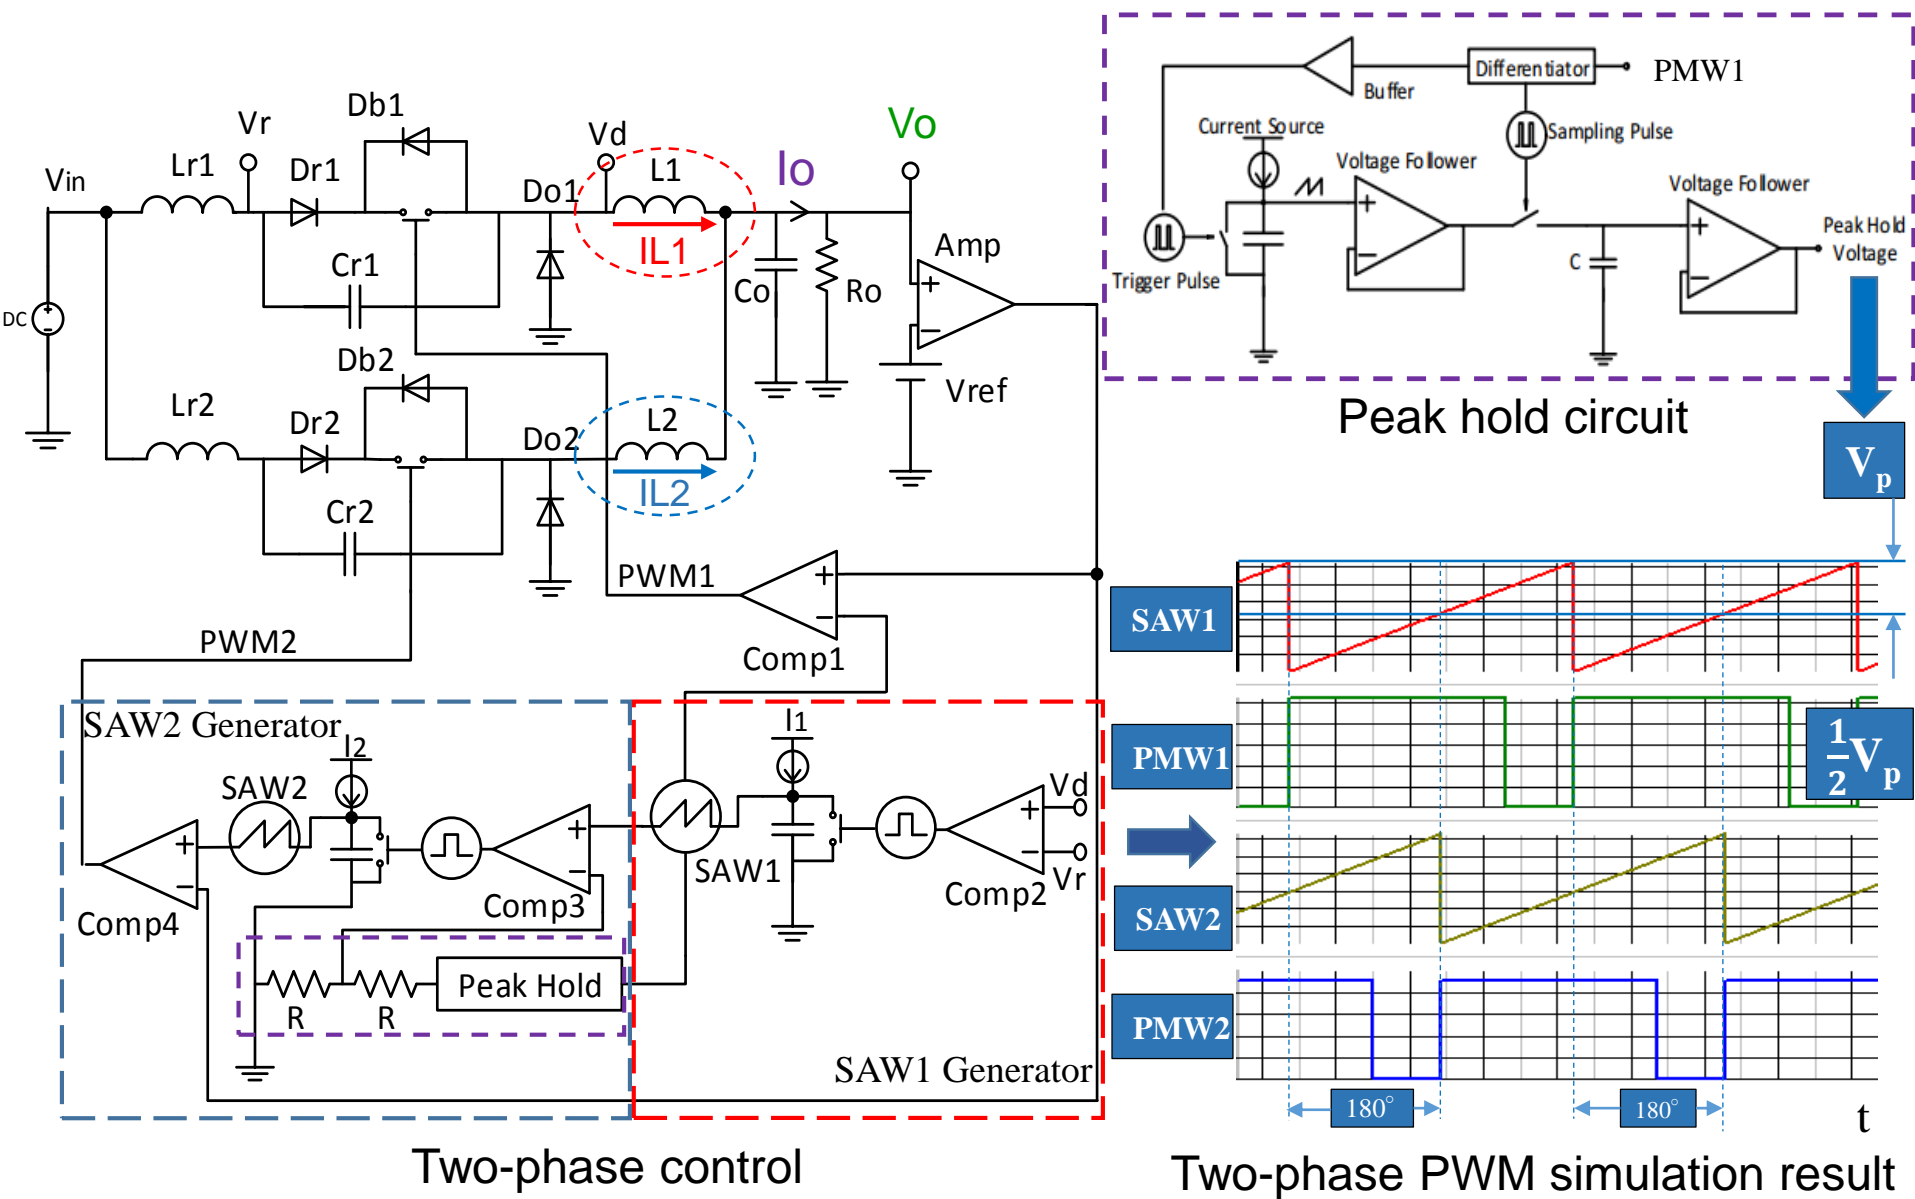 Vin
DC
Lr1
Vr
Dr1
Db1
Cr1
Do1
Vd
L1
IL1
Io
Vo
Co
Ro
Amp
+
−
Vref
Lr2
Dr2
Db2
Cr2
Do2
L2
IL2
PWM1
+
−
Comp1
PWM2
SAW2 Generator
I2
SAW2
+
−
Comp4
+
−
Comp3
R
R
Peak Hold
I1
SAW1
+
−
Vd
Vr
Comp2
SAW1 Generator
Two-phase control
Differentiator
PMW1
Buffer
Current Source
Sampling Pulse
Voltage Follower
+
−
Voltage Follower
+
−
Peak Hold
Voltage
Trigger Pulse
C
Peak hold circuit
Vp
SAW1
PMW1
1/2 Vp
SAW2
PMW2
180°
180°
t
Two-phase PWM simulation result